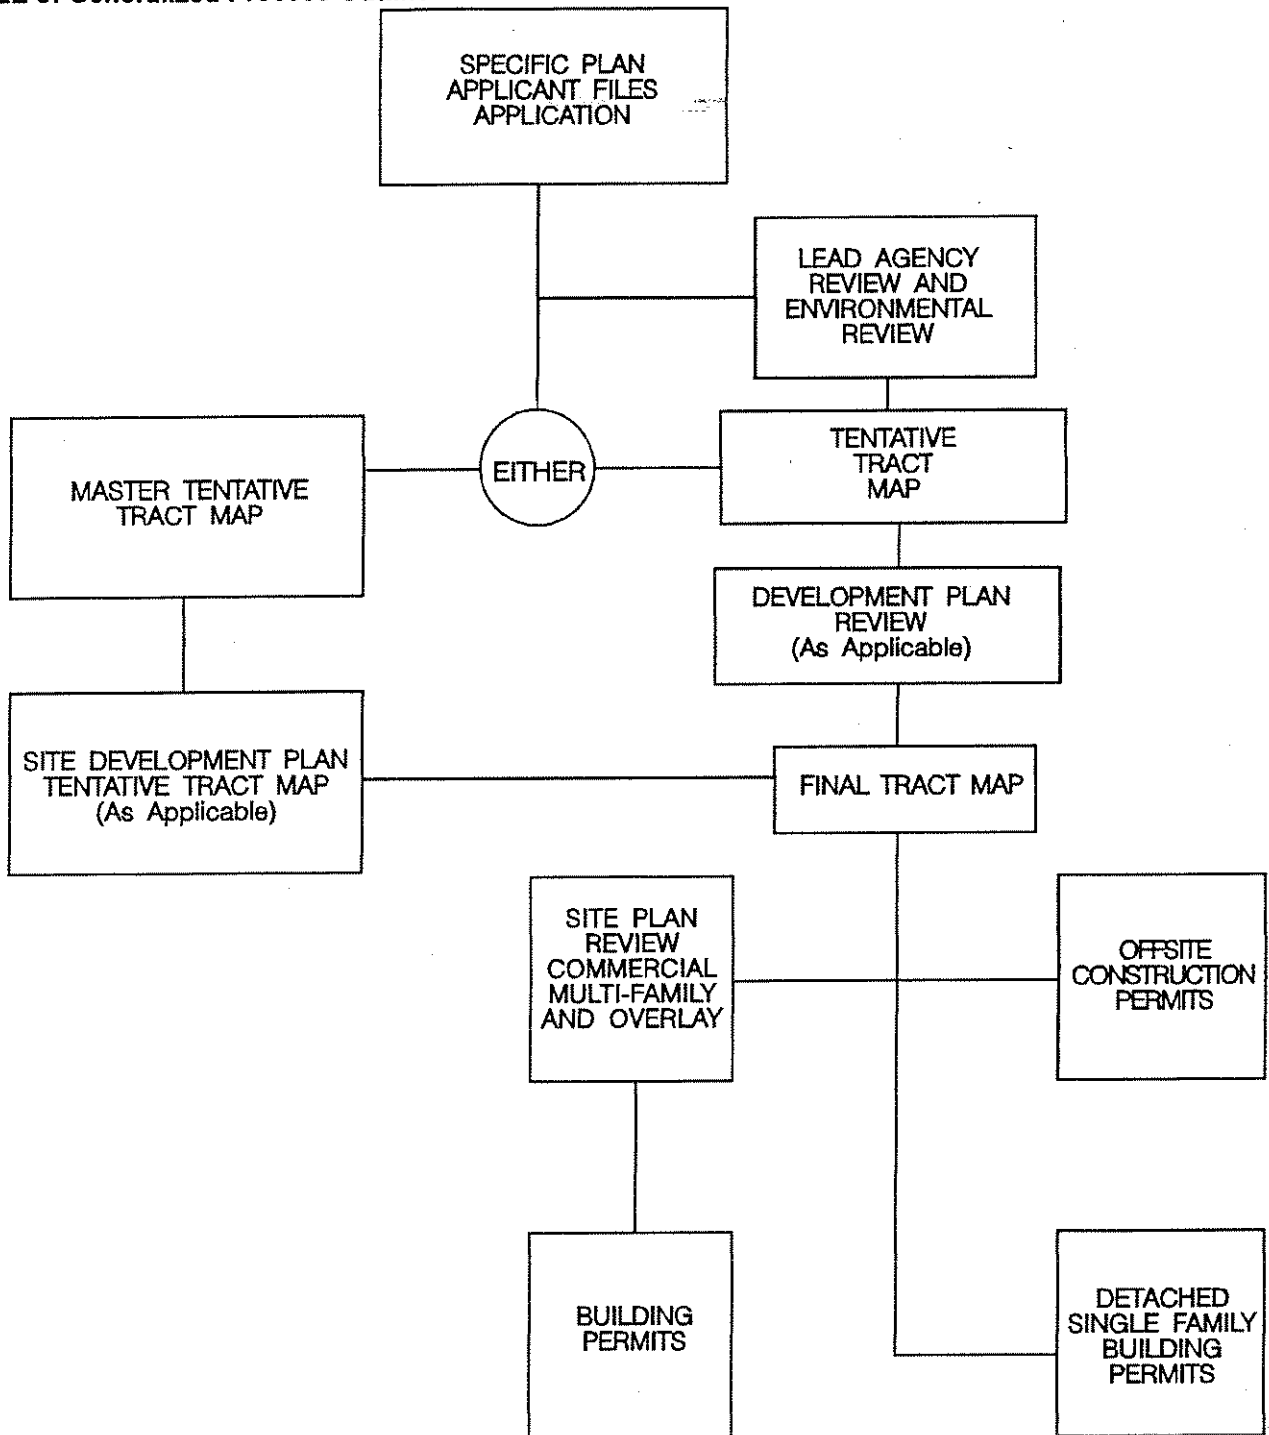 SPECIFIC PLAN
APPLICANT FILES
APPLICATION
LEAD AGENCY
REVIEW AND
ENVIRONMENTAL
REVIEW
EITHER
MASTER TENTATIVE
TRACT MAP
TENTATIVE
TRACT
MAP
DEVELOPMENT PLAN
REVIEW
(As Applicable)
SITE DEVELOPMENT PLAN
TENTATIVE TRACT MAP
(As Applicable)
FINAL TRACT MAP
SITE PLAN
REVIEW
COMMERCIAL
MULTI-FAMILY
AND OVERLAY
OFFSITE
CONSTRUCTION
PERMITS
BUILDING
PERMITS
DETACHED
SINGLE FAMILY
BUILDING
PERMITS